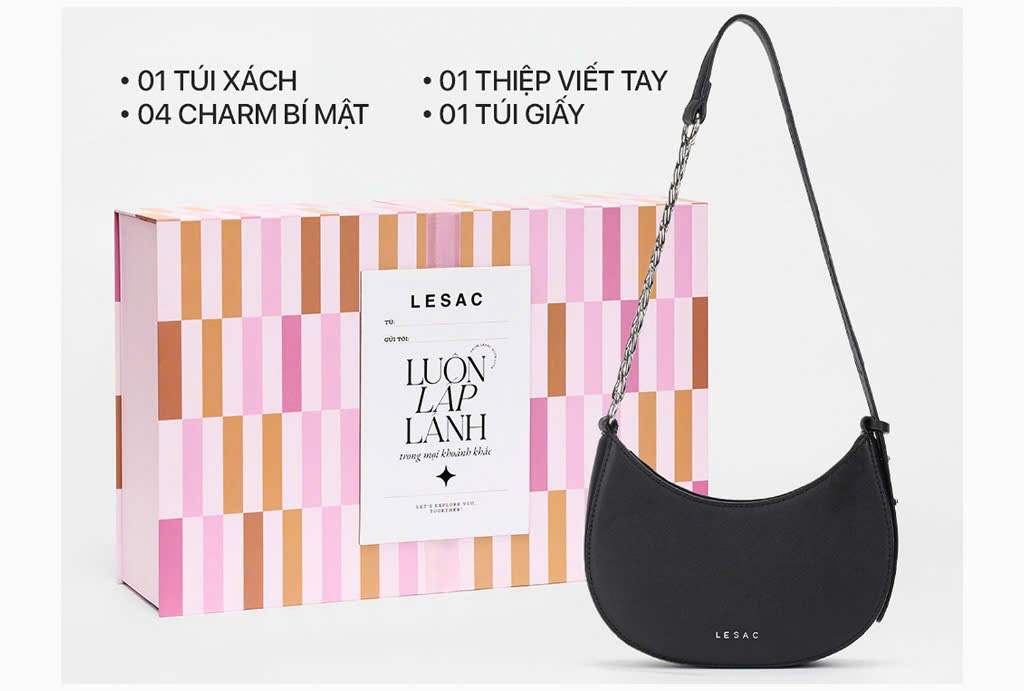 • 01 TÚI XÁCH
• 04 CHARM BÍ MẬT
• 01 THIỆP VIẾT TAY
• 01 TÚI GIẤY
LESAC
TỪ:
GỬI TỚI:
LUÔN
LẤP
LÁNH
trong mọi khoảnh khắc
LET'S EXPLORE YOU,
TOGETHER!
LESAC